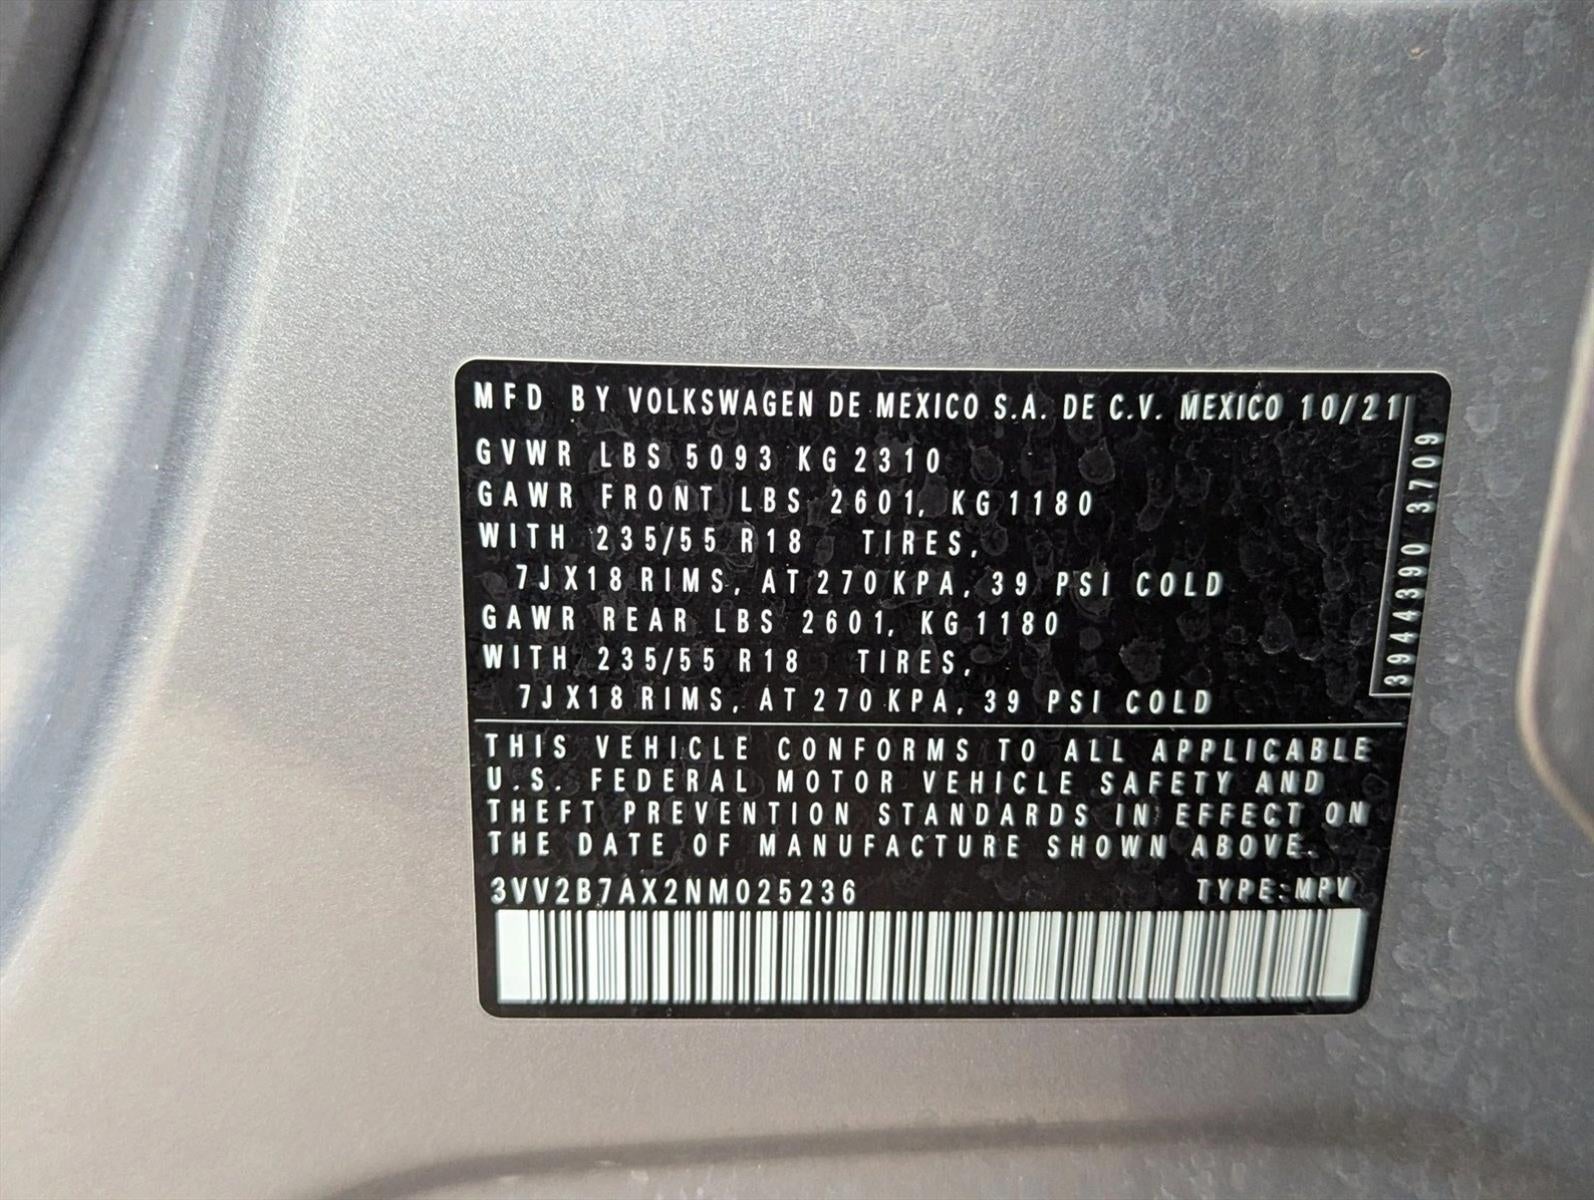 MFD BY VOLKSWAGEN DE MEXICO S.A. DE C.V. MEXICO 10/21
GVWR LBS 5093 KG 2310
GAWR FRONT LBS 2601, KG 1180
WITH 235/55 R18 TIRES,
7JX18 RIMS, AT 270 KPA, 39 PSI COLD
GAWR REAR LBS 2601, KG 1180
WITH 235/55 R18 TIRES,
7JX18 RIMS, AT 270 KPA, 39 PSI COLD
3944390 3709
THIS VEHICLE CONFORMS TO ALL APPLICABLE
U.S. FEDERAL MOTOR VEHICLE SAFETY AND
THEFT PREVENTION STANDARDS IN EFFECT ON
THE DATE OF MANUFACTURE SHOWN ABOVE.
3VV2B7AX2NM025236 TYPE:MPV